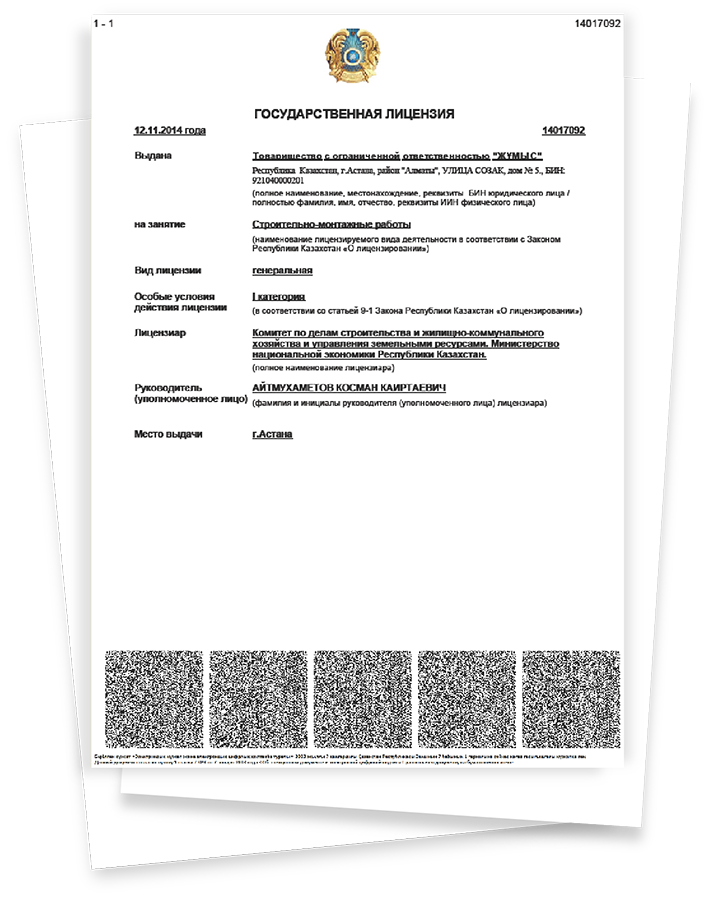 1 - 1 14017092
ГОСУДАРСТВЕННАЯ ЛИЦЕНЗИЯ
12.11.2014 года 14017092
Выдана Товарищество с ограниченной ответственностью "ЖҰМЫС"
Республика Казахстан, г.Астана, район "Алматы", УЛИЦА СОЗАК, дом № 5., БИН:
921040000201
(полное наименование, местонахождение, реквизиты БИН юридического лица /
полностью фамилия, имя, отчество, реквизиты ИИН физического лица)
на занятие Строительно-монтажные работы
(наименование лицензируемого вида деятельности в соответствии с Законом
Республики Казахстан «О лицензировании»)
Вид лицензии генеральная
Особые условия I категория
действия лицензии (в соответствии со статьей 9-1 Закона Республики Казахстан «О лицензировании»)
Лицензиар Комитет по делам строительства и жилищно-коммунального
хозяйства и управления земельными ресурсами. Министерство
национальной экономики Республики Казахстан.
(полное наименование лицензиара)
Руководитель АЙТМУХАМЕТОВ КОСМАН КАИРТАЕВИЧ
(уполномоченное лицо) (фамилия и инициалы руководителя (уполномоченного лица) лицензиара)
Место выдачи г.Астана